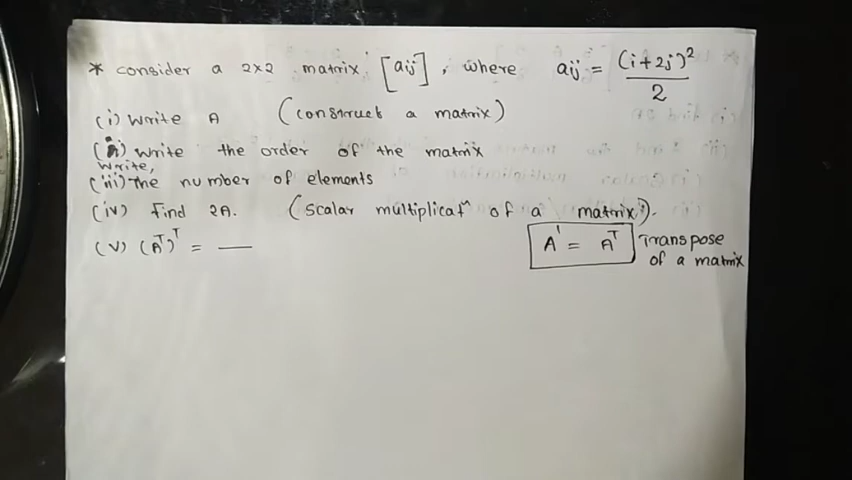 * consider a 2x2 matrix [aij], where aij = (i+2j)²/2
(i) Write A (construct a matrix)
(ii) write the order of the matrix
write,
(iii) the number of elements
(iv) Find 2A. (scalar multiplicatⁿ of a matrix).
(v) (Aᵀ)ᵀ = __ A' = Aᵀ Transpose
of a matrix